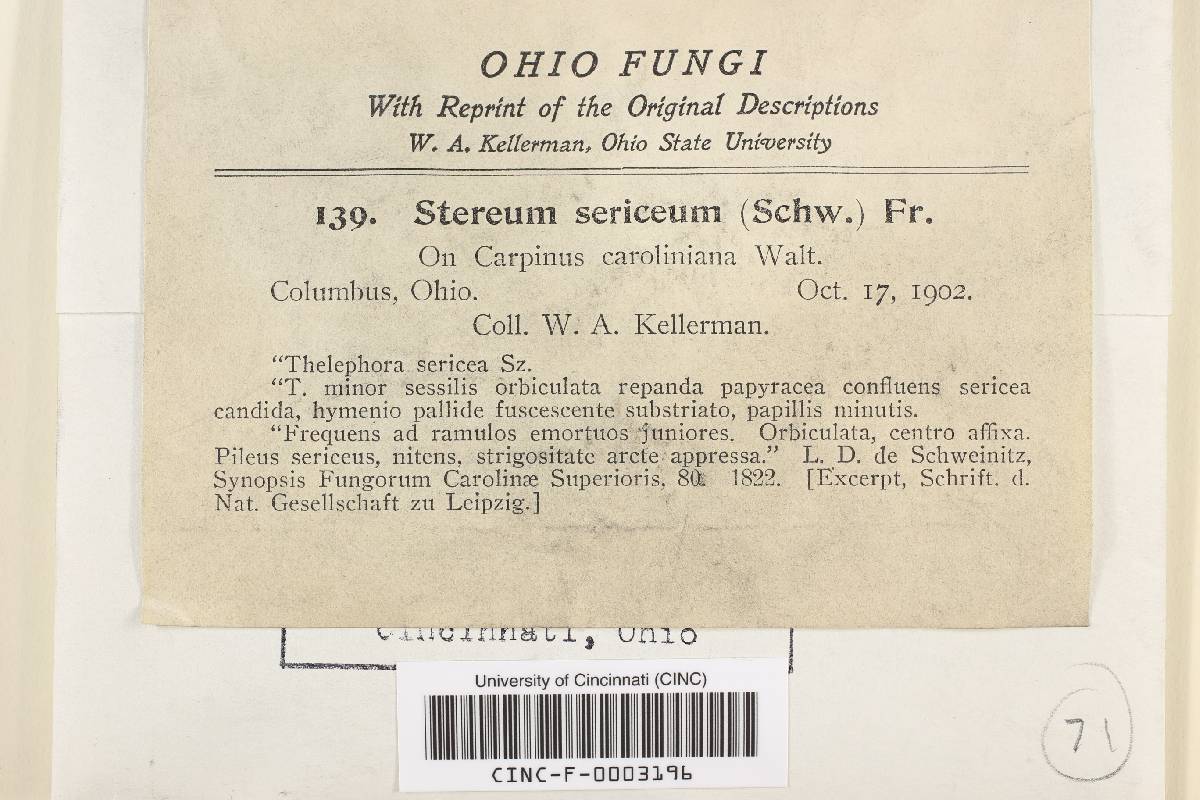 OHIO FUNGI
With Reprint of the Original Descriptions
W. A. Kellerman, Ohio State University
139. Stereum sericeum (Schw.) Fr.
On Carpinus caroliniana Walt.
Columbus, Ohio. Oct. 17, 1902.
Coll. W. A. Kellerman.
“Thelephora sericea Sz.
“T. minor sessilis orbiculata repanda papyracea confluens sericea
candida, hymenio pallide fuscescente substriato, papillis minutis.
“Frequens ad ramulos emortuos juniores. Orbiculata, centro affixa.
Pileus sericeus, nitens, strigositate arcte appressa.” L. D. de Schweinitz,
Synopsis Fungorum Carolinæ Superioris, 1822. [Excerpt, Schrift. d.
Nat. Gesellschaft zu Leipzig.]
Cincinnati, Ohio
University of Cincinnati (CINC)
CINC-F-0003196
71